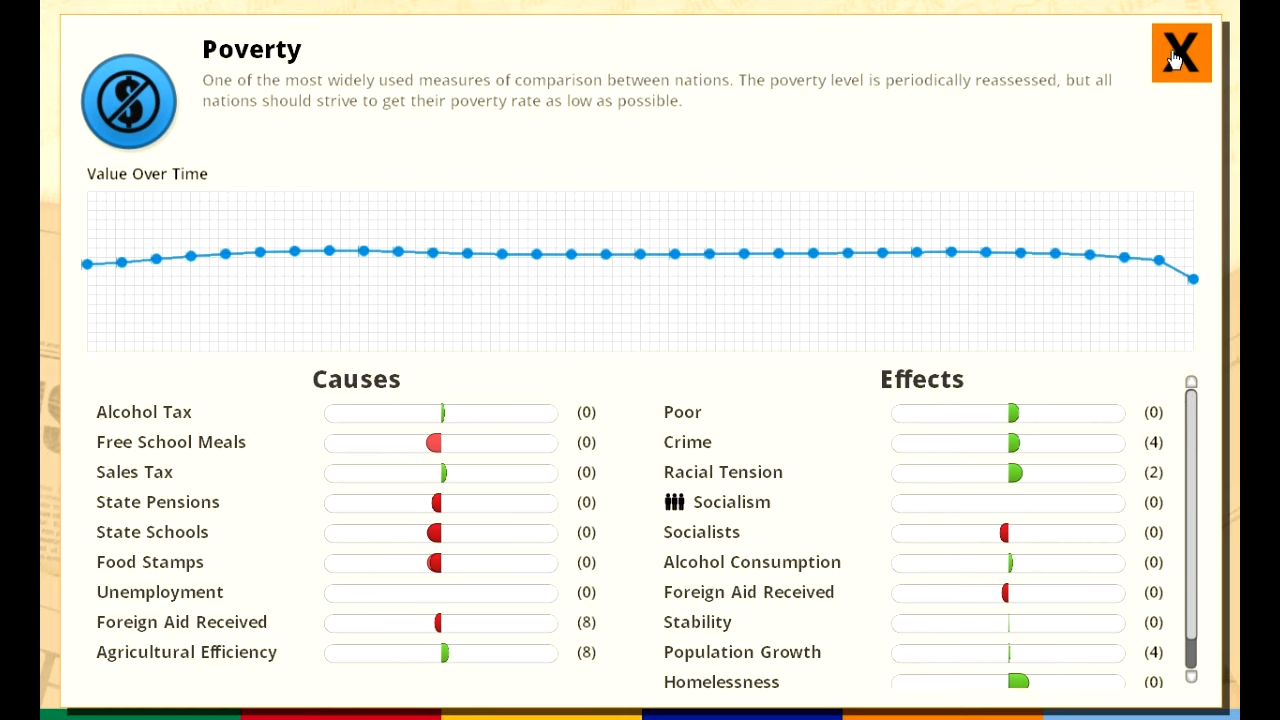 Poverty
X
One of the most widely used measures of comparison between nations. The poverty level is periodically reassessed, but all
nations should strive to get their poverty rate as low as possible.
Value Over Time
Causes
Alcohol Tax (0)
Free School Meals (0)
Sales Tax (0)
State Pensions (0)
State Schools (0)
Food Stamps (0)
Unemployment (0)
Foreign Aid Received (8)
Agricultural Efficiency (8)
Effects
Poor (0)
Crime (4)
Racial Tension (2)
Socialism (0)
Socialists (0)
Alcohol Consumption (0)
Foreign Aid Received (0)
Stability (0)
Population Growth (4)
Homelessness (0)